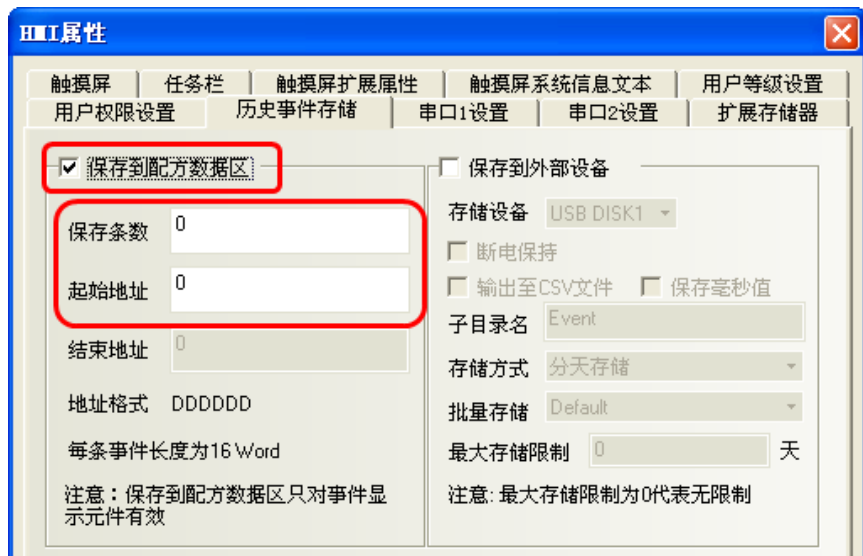 HMI属性
触摸屏 任务栏 触摸屏扩展属性 触摸屏系统信息文本 用户等级设置
用户权限设置 历史事件存储 串口1设置 串口2设置 扩展存储器
保存到配方数据区
保存条数 0
起始地址 0
结束地址 0
地址格式 DDDDDD
每条事件长度为16 Word
注意：保存到配方数据区只对事件显
示元件有效
保存到外部设备
存储设备 USB DISK1
断电保持
输出至CSV文件 保存毫秒值
子目录名 Event
存储方式 分天存储
批量存储 Default
最大存储限制 0 天
注意:最大存储限制为0代表无限制